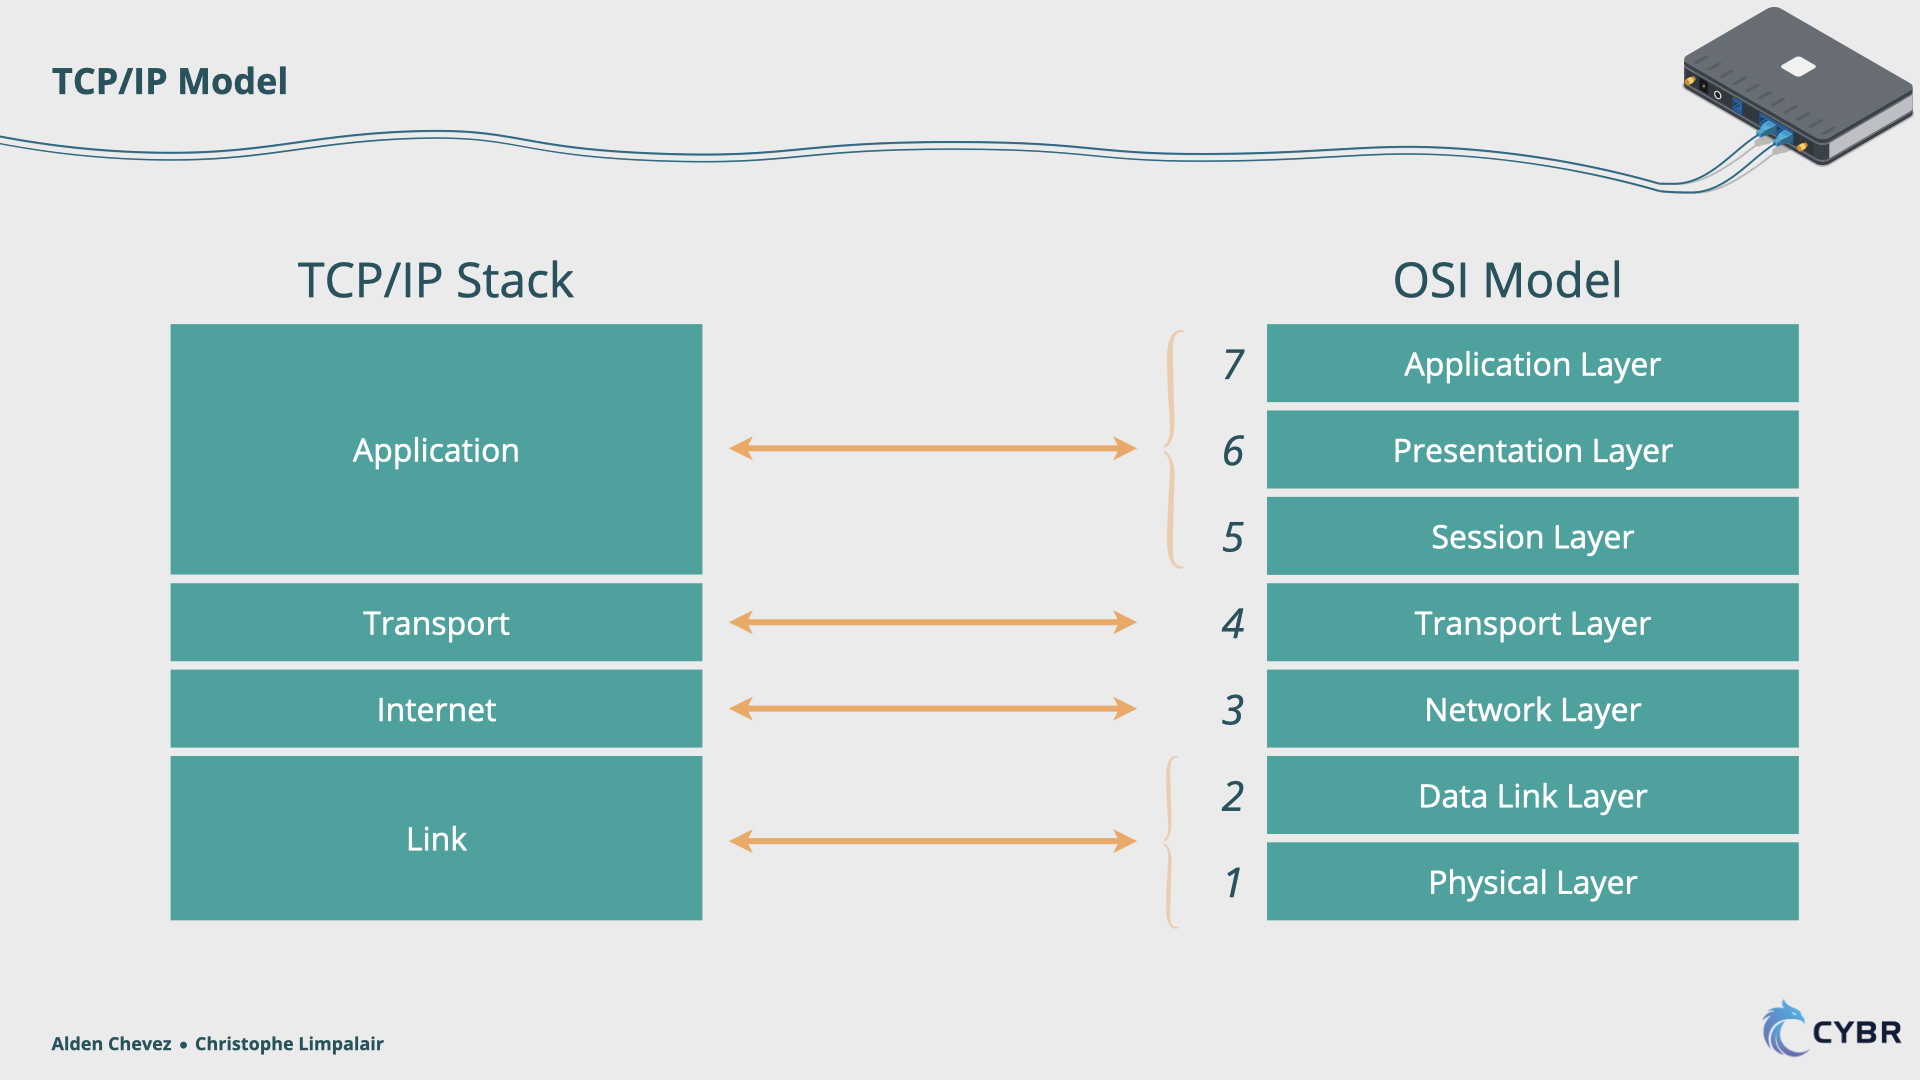 TCP/IP Model
TCP/IP Stack
Application
Transport
Internet
Link
OSI Model
7 Application Layer
6 Presentation Layer
5 Session Layer
4 Transport Layer
3 Network Layer
2 Data Link Layer
1 Physical Layer
Alden Chevez • Christophe Limpalair
CYBR